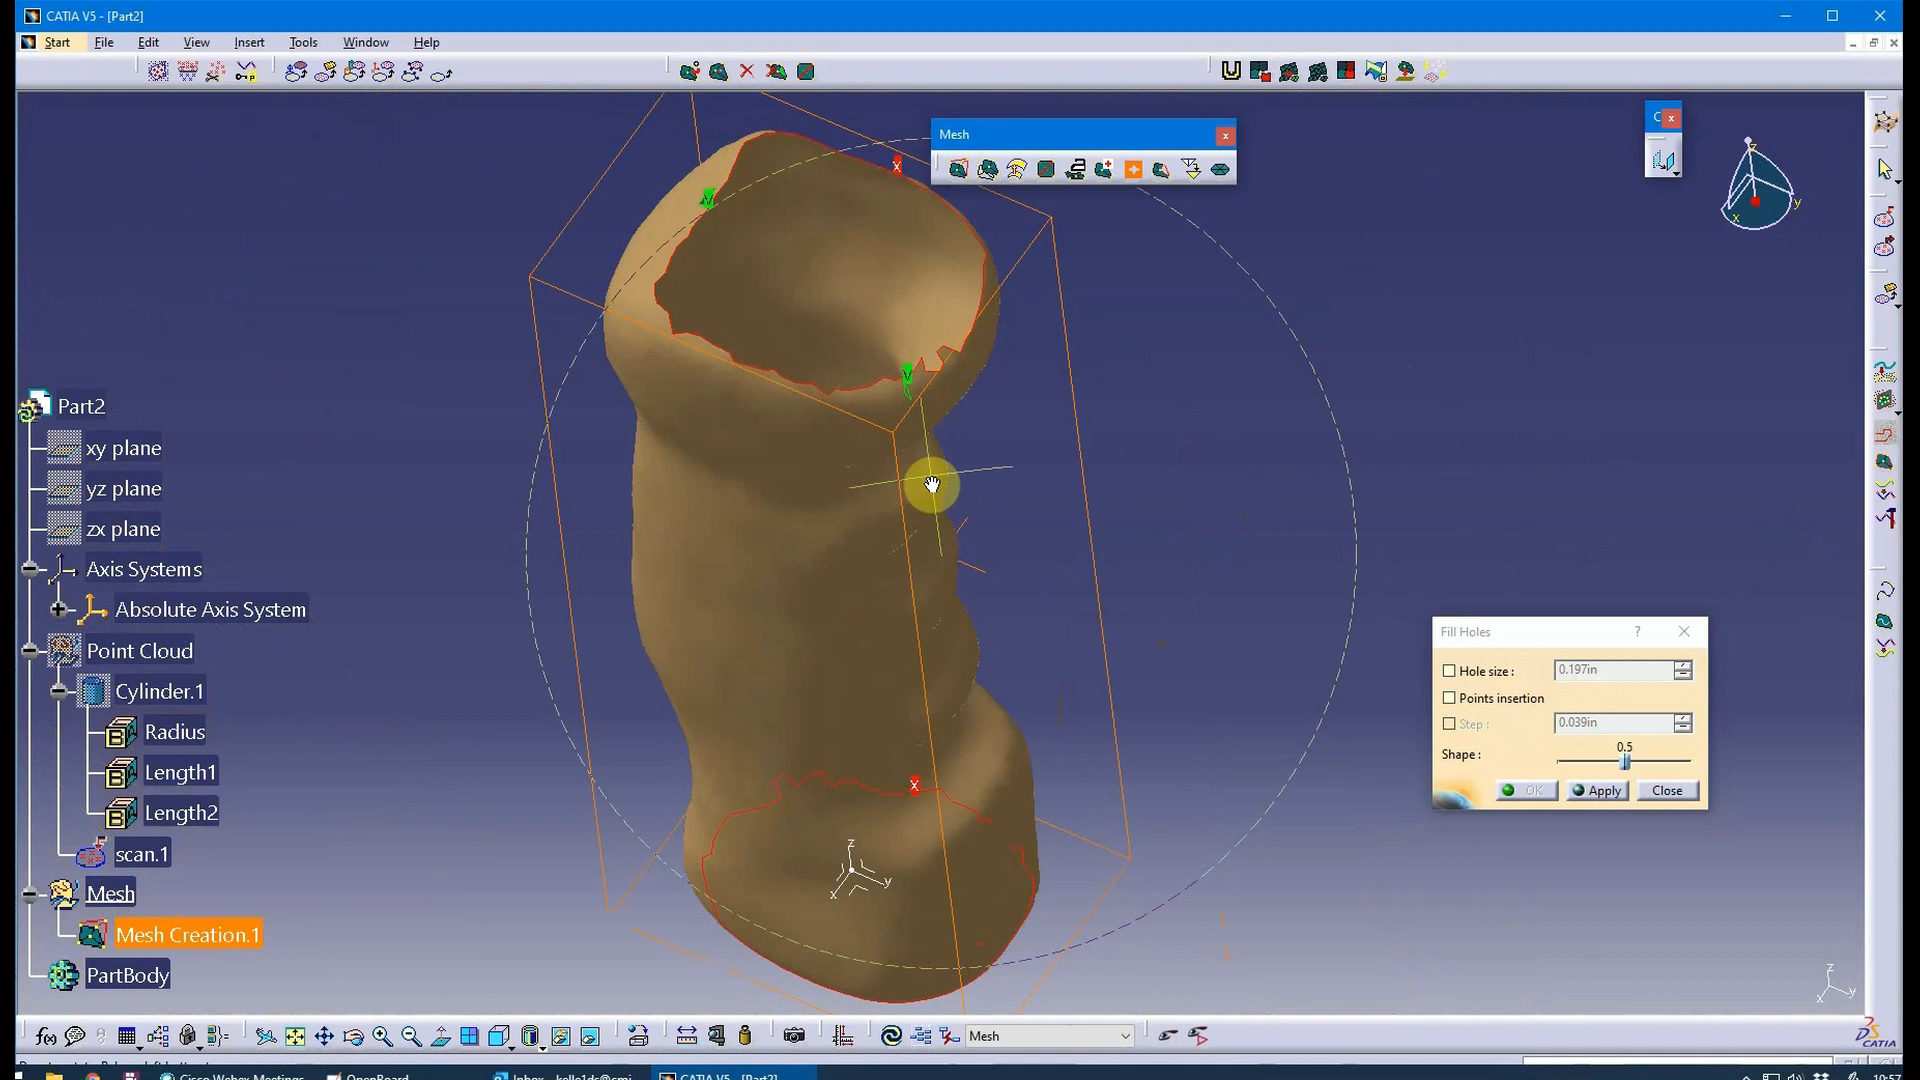 CATIA V5 - [Part2]
Start File Edit View Insert Tools Window Help
Mesh
C
z
y
x
X
V
V
X
Part2
xy plane
yz plane
zx plane
Axis Systems
Absolute Axis System
Point Cloud
Cylinder.1
Radius
Length1
Length2
scan.1
Mesh
Mesh Creation.1
PartBody
z
y
x
Fill Holes ?
Hole size : 0.197in
Points insertion
Step : 0.039in
0.5
Shape :
OK Apply Close
z
x y
f(x)
Mesh
CATIA
Cisco Webex Meetings
OpenBoard
CATIA V5 - [Part2]
10:57